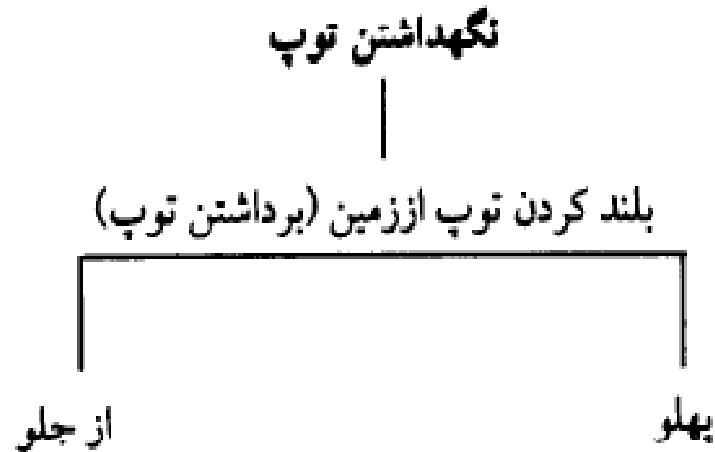 نگهداشتن توپ
بلند کردن توپ اززمین (برداشتن توپ)
پهلو
از جلو